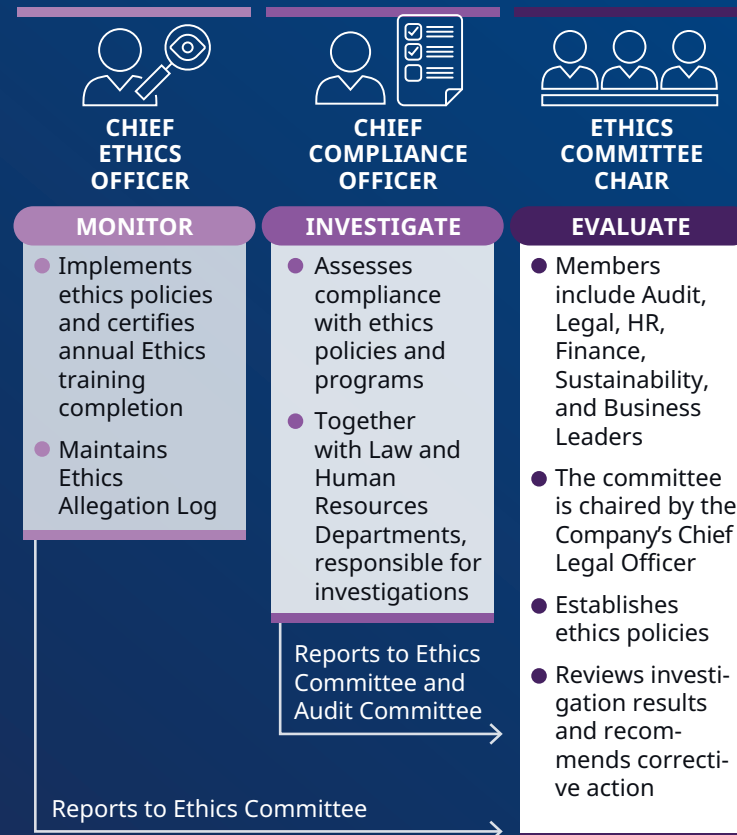 CHIEF
ETHICS
OFFICER
MONITOR
Implements
ethics policies
and certifies
annual Ethics
training
completion
Maintains
Ethics
Allegation Log
Reports to Ethics Committee
CHIEF
COMPLIANCE
OFFICER
INVESTIGATE
Assesses
compliance
with ethics
policies and
programs
Together
with Law and
Human
Resources
Departments,
responsible for
investigations
Reports to Ethics
Committee and
Audit Committee
ETHICS
COMMITTEE
CHAIR
EVALUATE
Members
include Audit,
Legal, HR,
Finance,
Sustainability,
and Business
Leaders
The committee
is chaired by the
Company's Chief
Legal Officer
Establishes
ethics policies
Reviews investi-
gation results
and recom-
mends correcti-
ve action